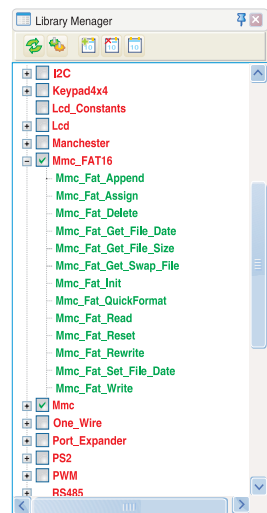 Library Menager
I2C
Keypad4x4
Lcd_Constants
Lcd
Manchester
Mmc_FAT16
Mmc_Fat_Append
Mmc_Fat_Assign
Mmc_Fat_Delete
Mmc_Fat_Get_File_Date
Mmc_Fat_Get_File_Size
Mmc_Fat_Get_Swap_File
Mmc_Fat_Init
Mmc_Fat_QuickFormat
Mmc_Fat_Read
Mmc_Fat_Reset
Mmc_Fat_Rewrite
Mmc_Fat_Set_File_Date
Mmc_Fat_Write
Mmc
One_Wire
Port_Expander
PS2
PWM
RS485